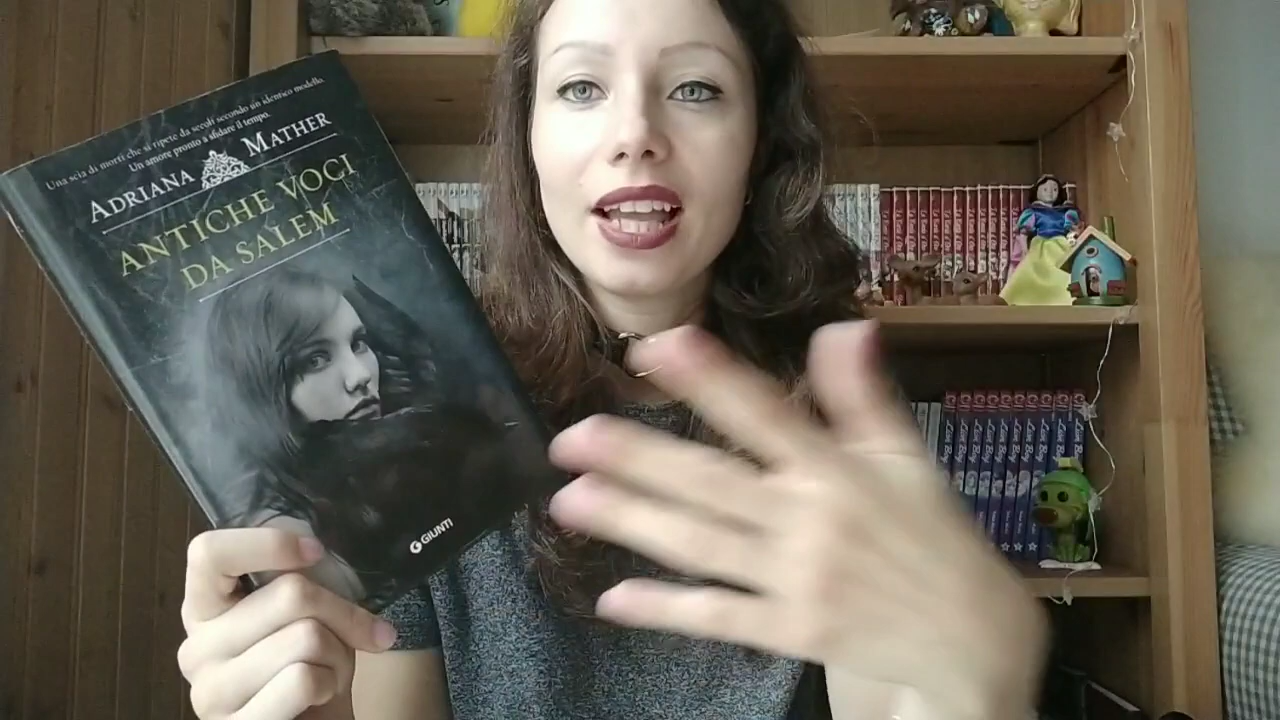 Una scia di morti che si ripete da secoli secondo un identico modello.
Un amore pronto a sfidare il tempo.
ADRIANA MATHER
ANTICHE VOCI
DA SALEM
GIUNTI